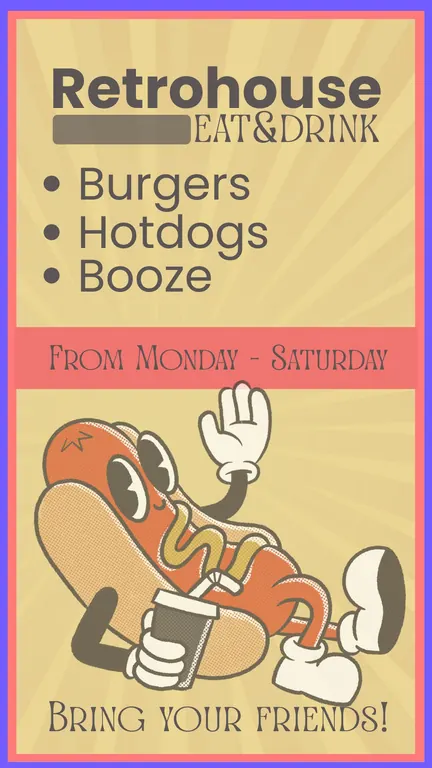 Retrohouse
EAT&DRINK
• Burgers
• Hotdogs
• Booze
From Monday - Saturday
Bring your friends!